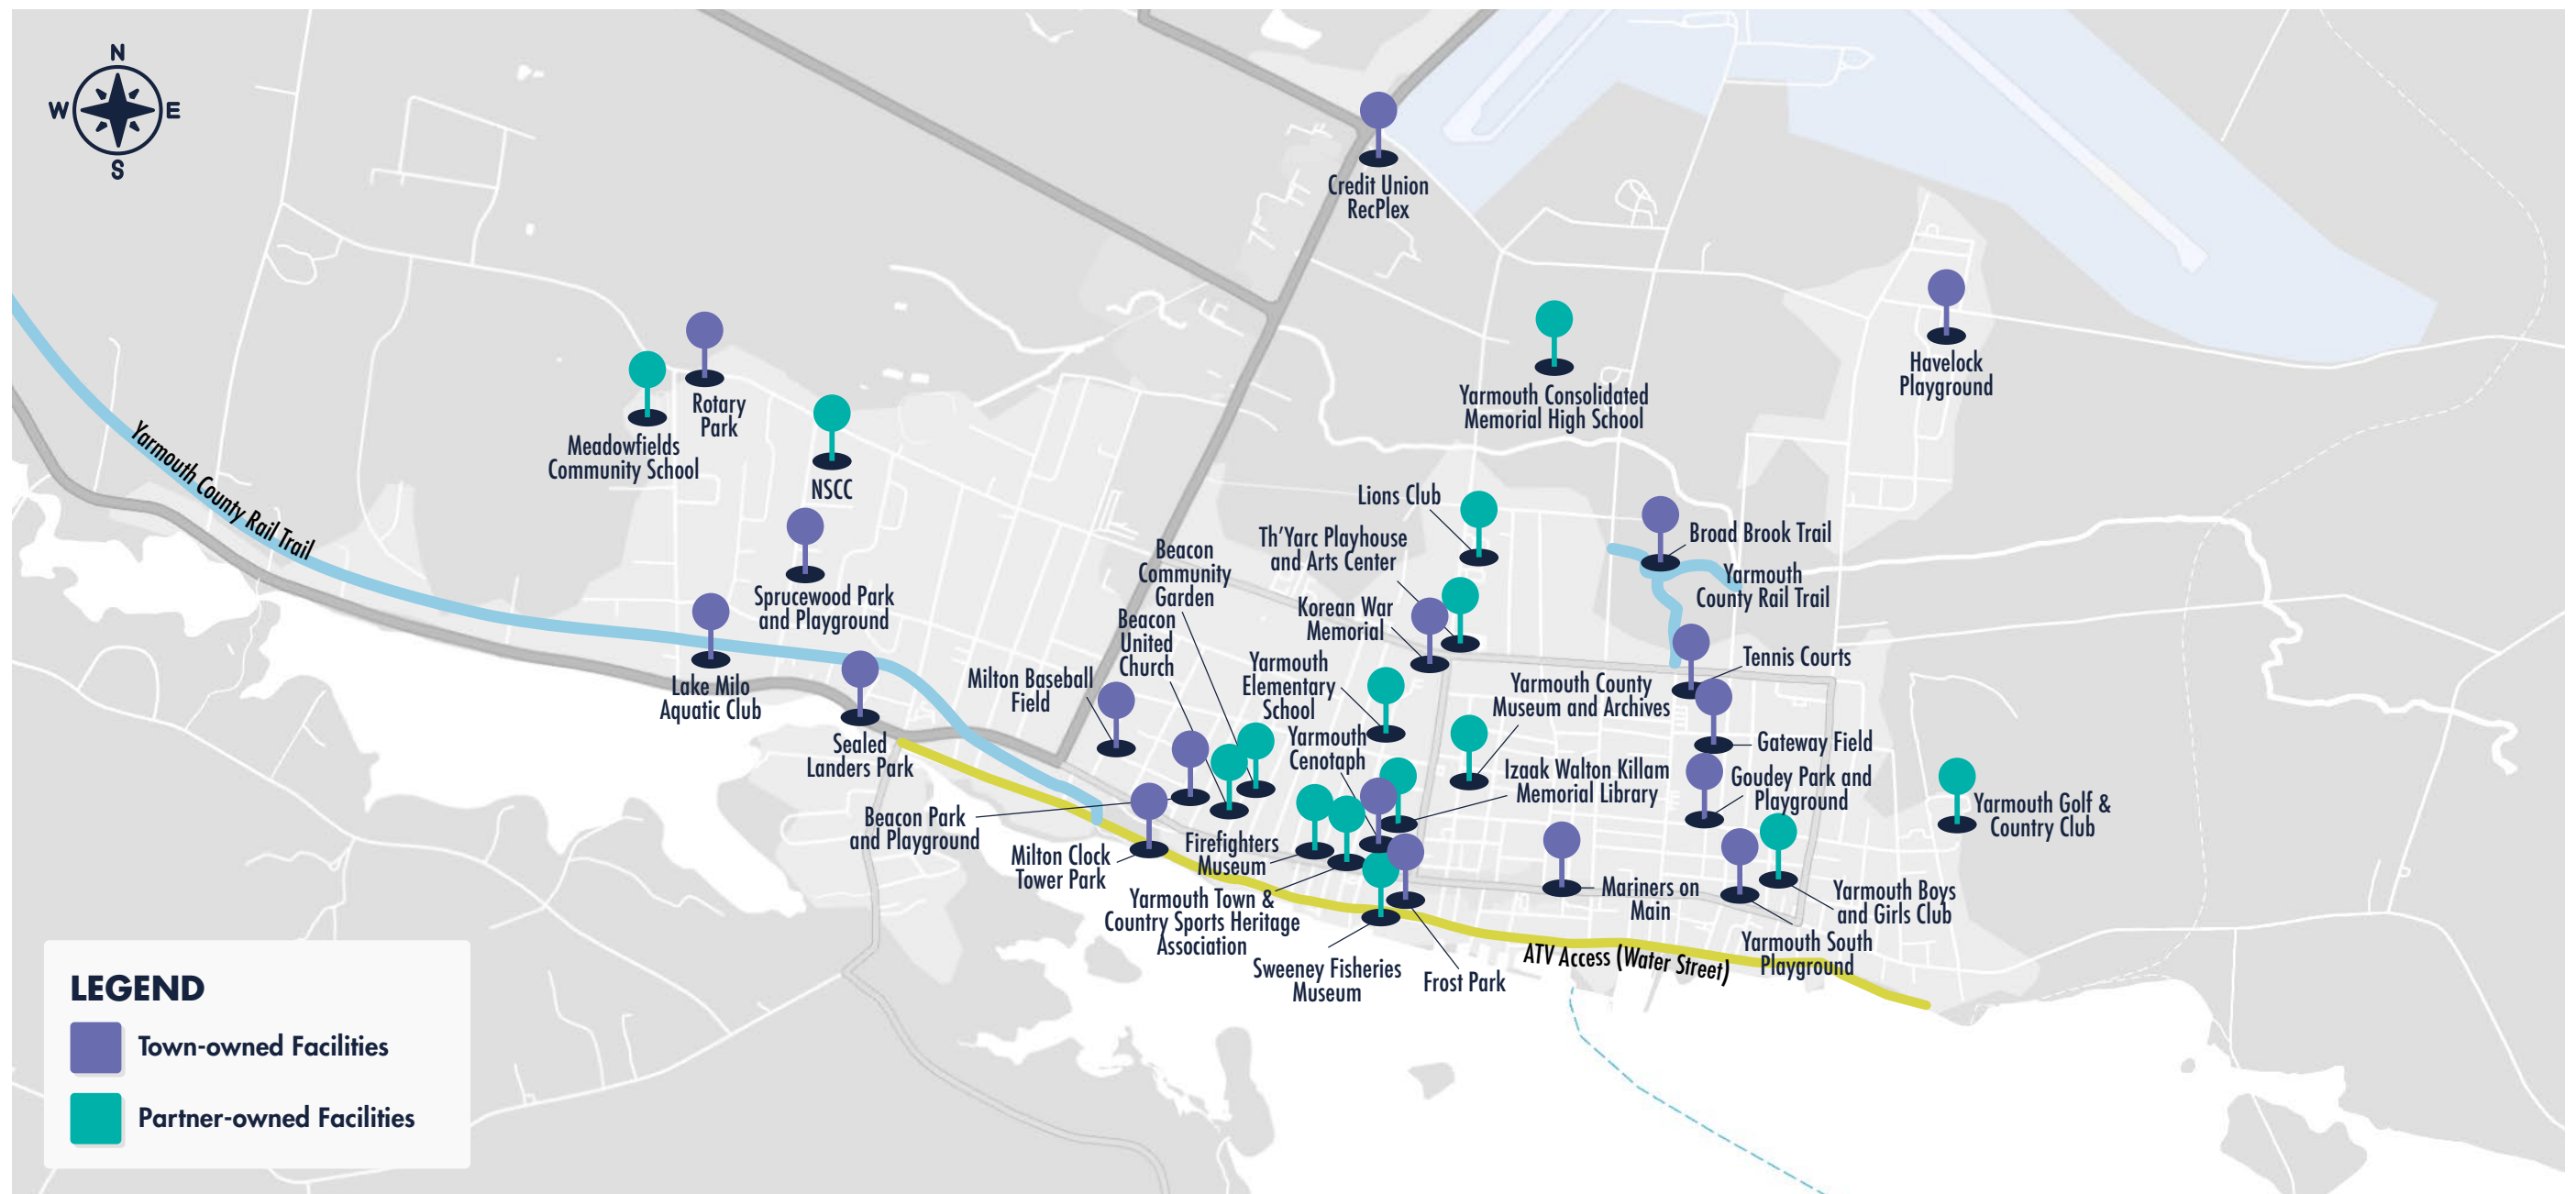 N
W
E
S
Credit Union
RecPlex
Havelock
Playground
Rotary
Park
Meadowfields
Community School
NSCC
Yarmouth Consolidated
Memorial High School
Yarmouth County Rail Trail
Lions Club
Th'Yarc Playhouse
and Arts Center
Broad Brook Trail
Yarmouth
County Rail Trail
Beacon
Community
Garden
Sprucewood Park
and Playground
Korean War
Memorial
Beacon
United
Church
Yarmouth
Elementary
School
Tennis Courts
Lake Milo
Aquatic Club
Milton Baseball
Field
Yarmouth County
Museum and Archives
Sealed
Landers Park
Yarmouth
Cenotaph
Gateway Field
Izaak Walton Killam
Memorial Library
Goudey Park and
Playground
Yarmouth Golf &
Country Club
Beacon Park
and Playground
Milton Clock
Tower Park
Firefighters
Museum
Mariners on
Main
Yarmouth Boys
and Girls Club
Yarmouth Town &
Country Sports Heritage
Association
Yarmouth South
Playground
ATV Access (Water Street)
Sweeney Fisheries
Museum
Frost Park
LEGEND
Town-owned Facilities
Partner-owned Facilities